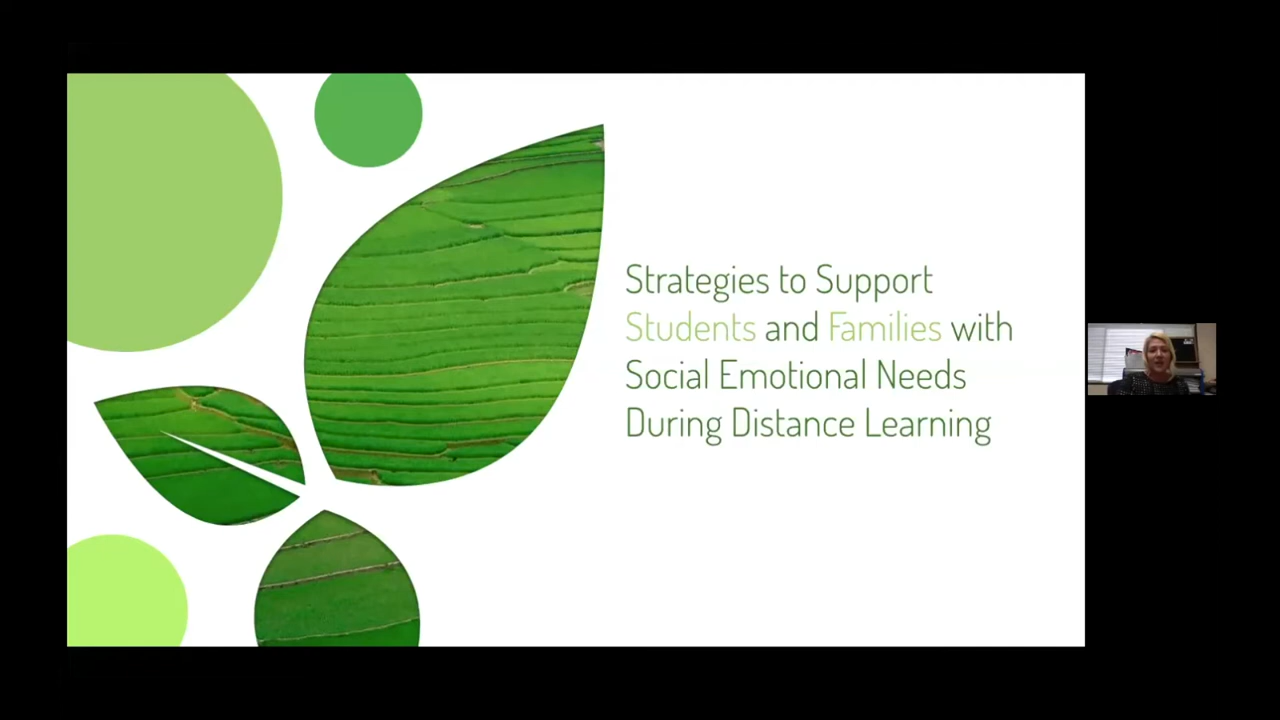 Strategies to Support
Students and Families with
Social Emotional Needs
During Distance Learning